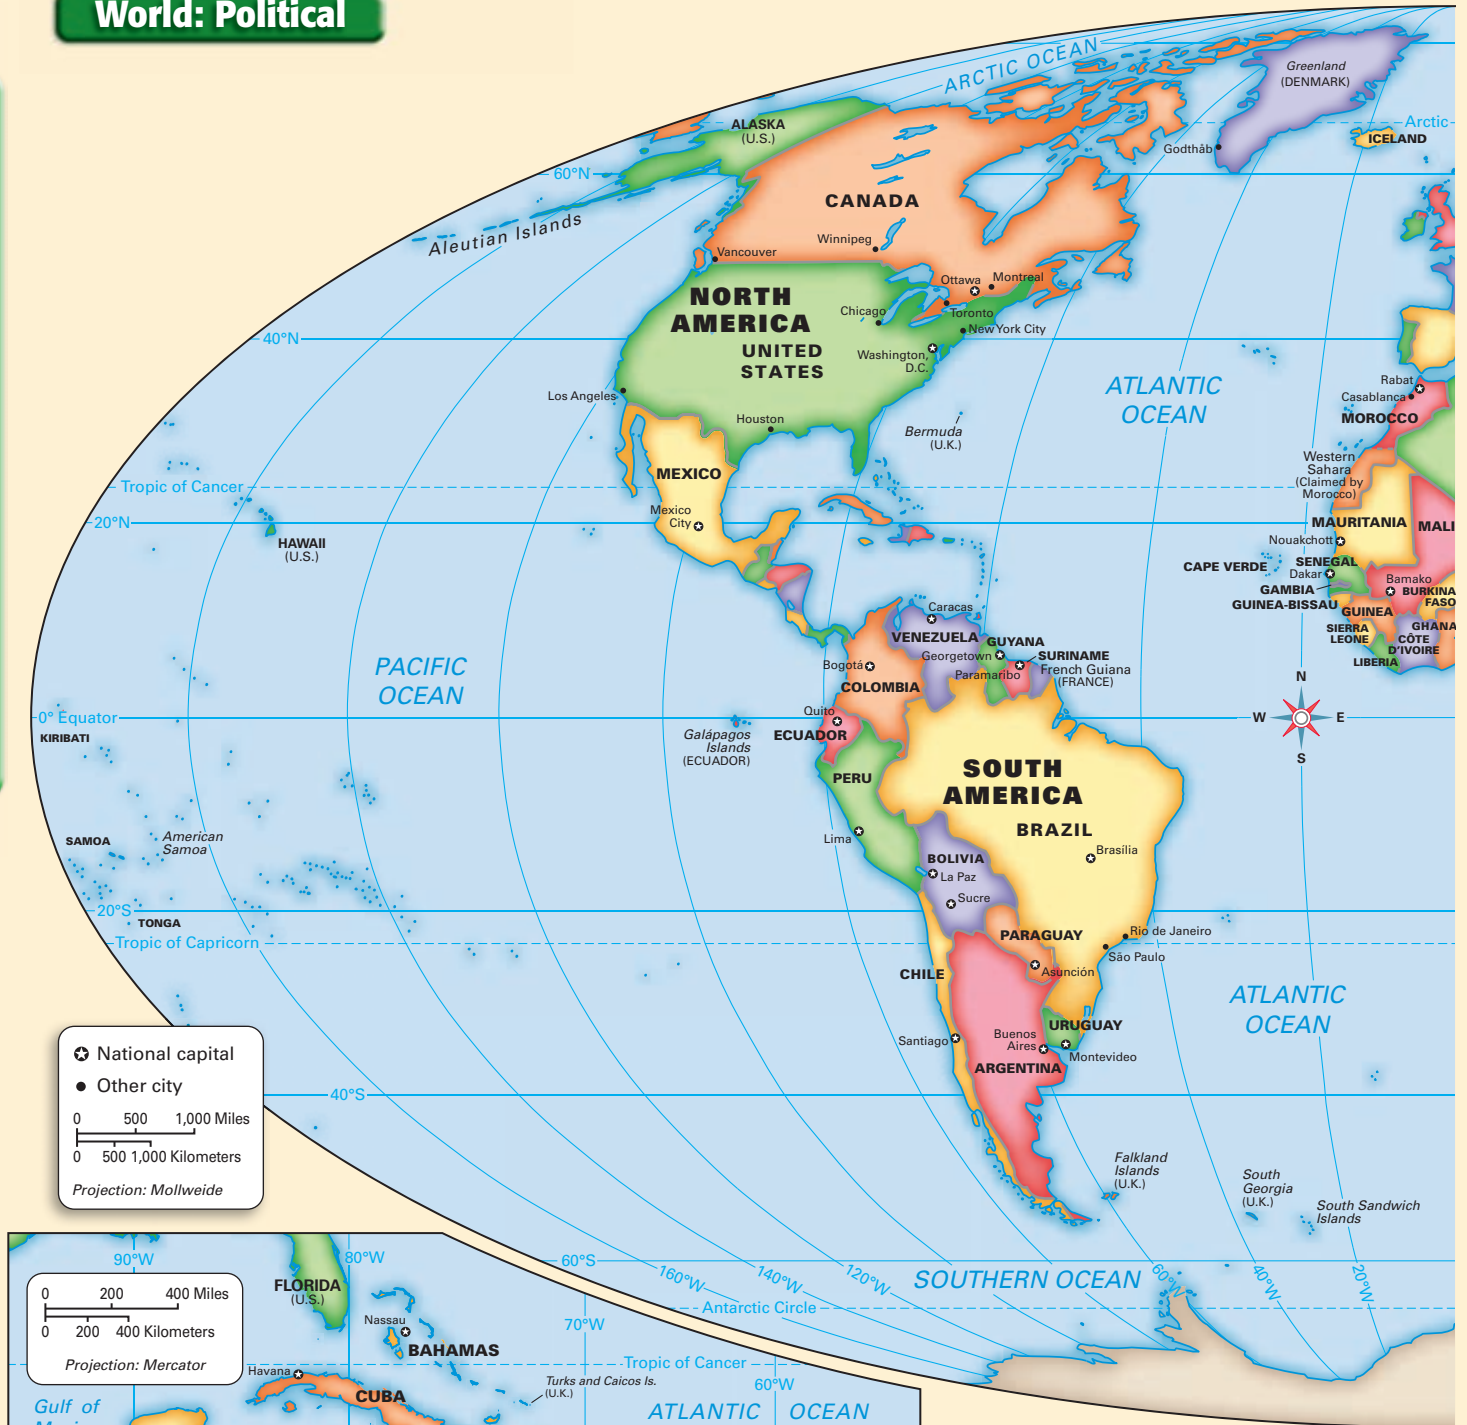 World: Political
ARCTIC OCEAN
Greenland
(DENMARK)
ALASKA
(U.S.)
Arctic
ICELAND
Godthåb
60°N
CANADA
Aleutian Islands
Winnipeg
Vancouver
Ottawa
Montreal
NORTH
AMERICA
Chicago
Toronto
New York City
40°N
UNITED
STATES
Washington,
D.C.
ATLANTIC
OCEAN
Rabat
Casablanca
MOROCCO
Los Angeles
Houston
Bermuda
(U.K.)
Western
Sahara
(Claimed by
Morocco)
MEXICO
Tropic of Cancer
Mexico
City
20°N
MAURITANIA
MALI
HAWAII
(U.S.)
Nouakchott
CAPE VERDE
SENEGAL
Dakar
GAMBIA
Bamako
BURKINA
FASO
GUINEA-BISSAU
GUINEA
Caracas
SIERRA
LEONE
GHANA
CÔTE
D'IVOIRE
LIBERIA
VENEZUELA
GUYANA
Georgetown
SURINAME
PACIFIC
OCEAN
Bogotá
French Guiana
(FRANCE)
Paramaribo
COLOMBIA
N
W
E
S
Quito
0° Equator
KIRIBATI
Galápagos
Islands
(ECUADOR)
ECUADOR
PERU
SOUTH
AMERICA
BRAZIL
SAMOA
American
Samoa
Lima
Brasília
BOLIVIA
La Paz
Sucre
20°S
TONGA
PARAGUAY
Rio de Janeiro
Tropic of Capricorn
São Paulo
CHILE
Asunción
ATLANTIC
OCEAN
URUGUAY
Buenos
Aires
Santiago
Montevideo
ARGENTINA
National capital
Other city
0 500 1,000 Miles
0 500 1,000 Kilometers
Projection: Mollweide
40°S
Falkland
Islands
(U.K.)
South
Georgia
(U.K.)
South Sandwich
Islands
60°S
160°W
140°W
120°W
SOUTHERN OCEAN
60°W
40°W
20°W
Antarctic Circle
90°W
80°W
FLORIDA
(U.S.)
0 200 400 Miles
0 200 400 Kilometers
Projection: Mercator
Nassau
70°W
BAHAMAS
Tropic of Cancer
Havana
Turks and Caicos Is.
(U.K.)
60°W
CUBA
Gulf of
ATLANTIC OCEAN